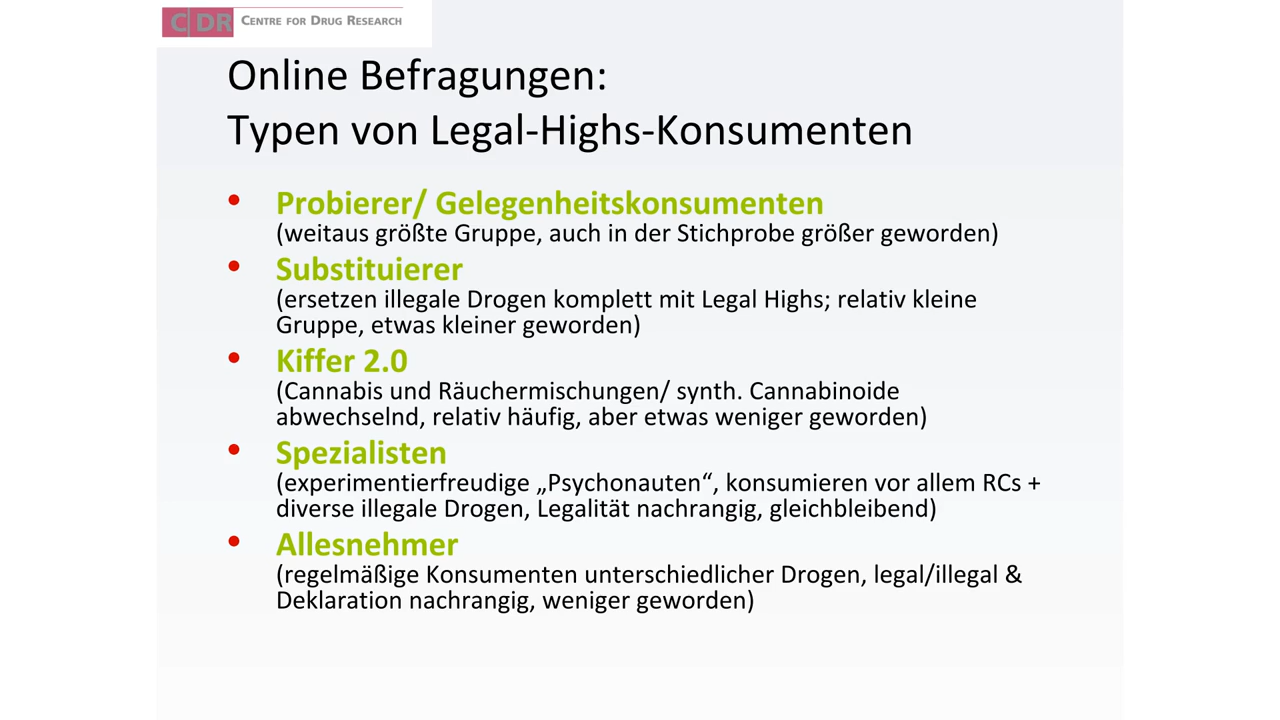 CDR CENTRE FOR DRUG RESEARCH
Online Befragungen:
Typen von Legal-Highs-Konsumenten
• Probierer/ Gelegenheitskonsumenten
(weitaus größte Gruppe, auch in der Stichprobe größer geworden)
• Substituierer
(ersetzen illegale Drogen komplett mit Legal Highs; relativ kleine
Gruppe, etwas kleiner geworden)
• Kiffer 2.0
(Cannabis und Räuchermischungen/ synth. Cannabinoide
abwechselnd, relativ häufig, aber etwas weniger geworden)
• Spezialisten
(experimentierfreudige „Psychonauten“, konsumieren vor allem RCs +
diverse illegale Drogen, Legalität nachrangig, gleichbleibend)
• Allesnehmer
(regelmäßige Konsumenten unterschiedlicher Drogen, legal/illegal &
Deklaration nachrangig, weniger geworden)